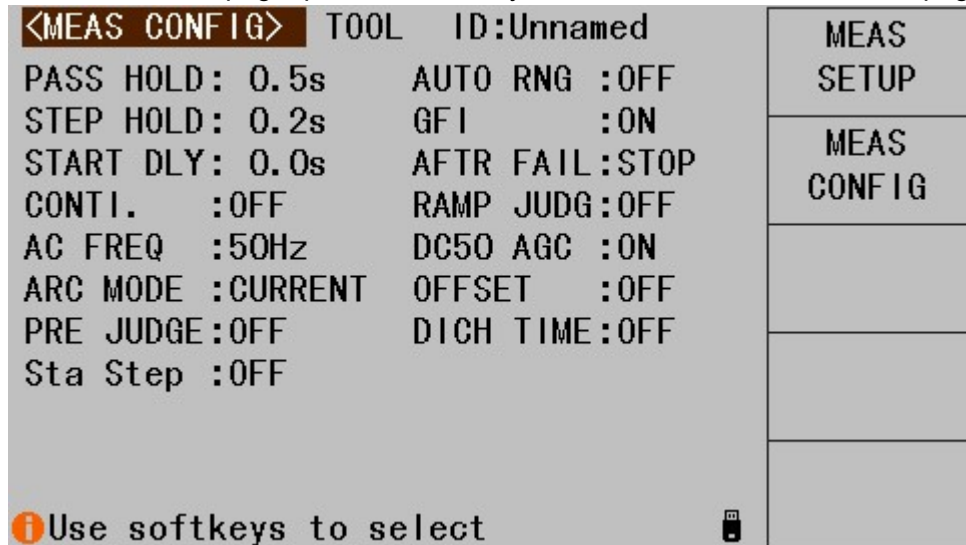 <MEAS CONFIG> TOOL ID:Unnamed
PASS HOLD: 0.5s AUTO RNG :OFF
STEP HOLD: 0.2s GFI :ON
START DLY: 0.0s AFTR FAIL:STOP
CONTI. :OFF RAMP JUDG:OFF
AC FREQ :50Hz DC50 AGC :ON
ARC MODE :CURRENT OFFSET :OFF
PRE JUDGE:OFF DICH TIME:OFF
Sta Step :OFF
Use softkeys to select
MEAS
SETUP
MEAS
CONFIG